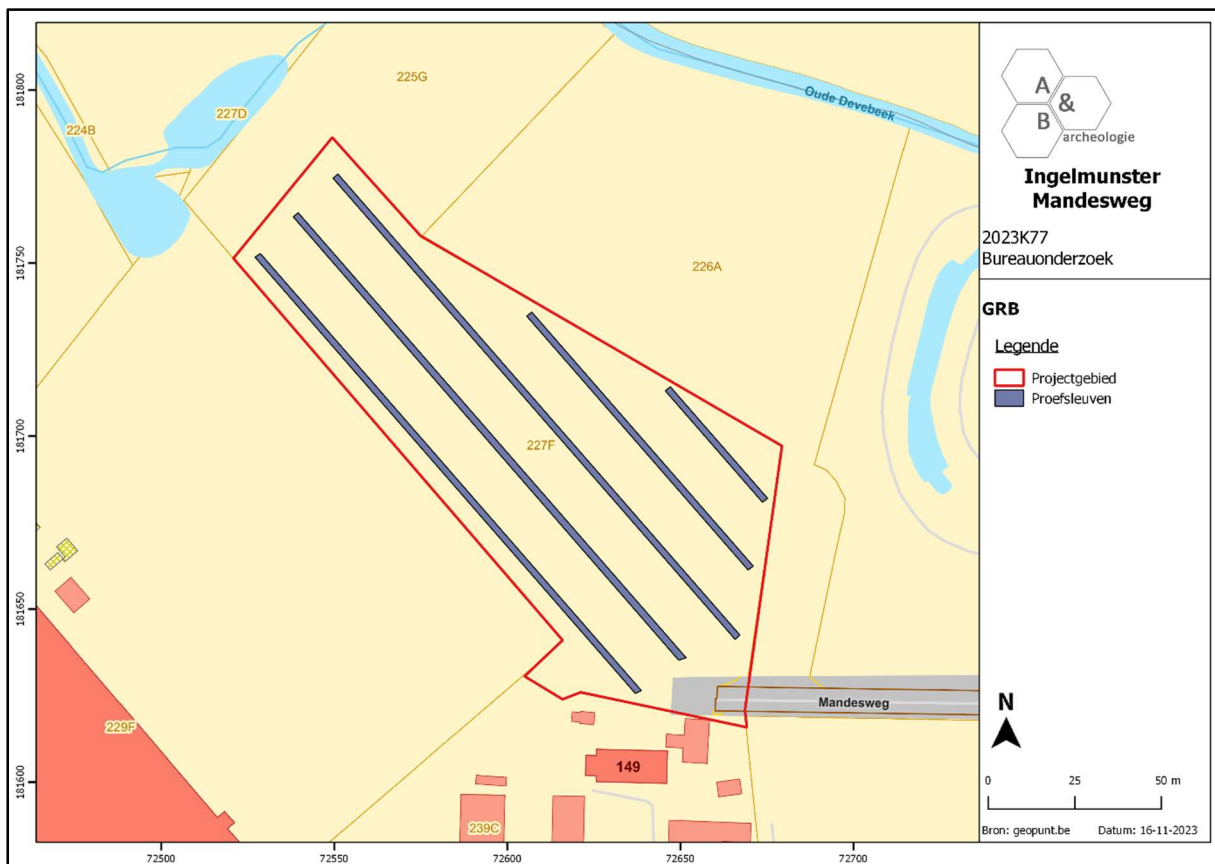 225G
227D
224B
Oude Devebeek
226A
227F
229F
Mandesweg
149
239C
181800
181750
181700
181650
181600
72500
72550
72600
72650
72700
A
&
B
archeologie
Ingelmunster
Mandesweg
2023K77
Bureauonderzoek
GRB
Legende
Projectgebied
Proefsleuven
N
0 25 50 m
Bron: geopunt.be Datum: 16-11-2023